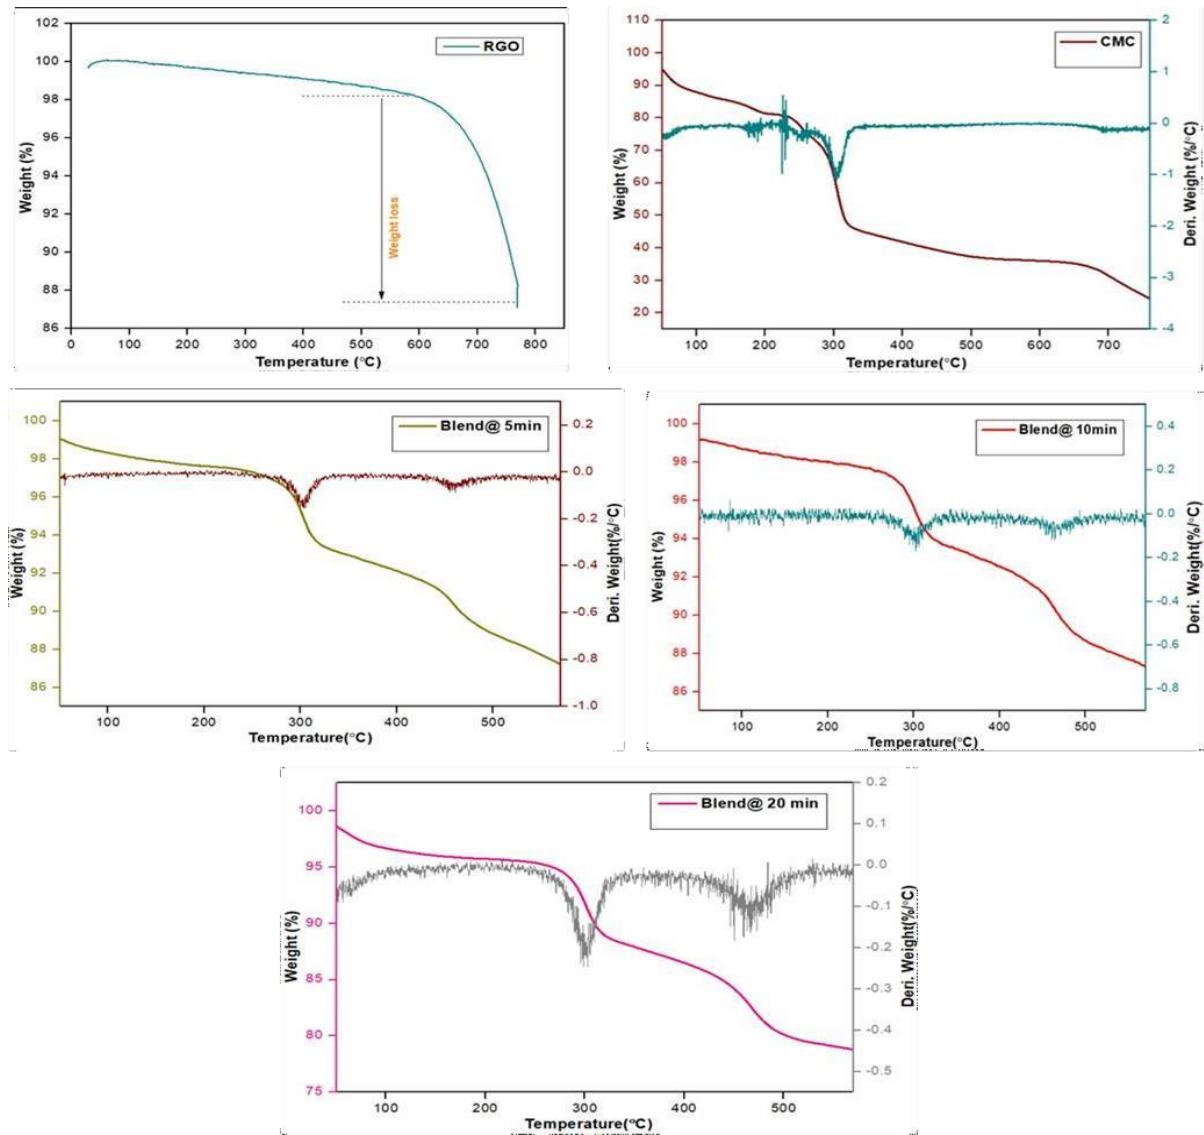 102
100
98
96
94
92
90
88
86
Weight (%)
RGO
Weight loss
0 100 200 300 400 500 600 700 800
Temperature (°C)
110
100
90
80
70
60
50
40
30
20
Weight (%)
CMC
2
1
0
-1
-2
-3
-4
Deri. Weight (%/°C)
100 200 300 400 500 600 700
Temperature(°C)
100
98
96
94
92
90
88
86
Weight (%)
Blend@ 5min
0.2
0.0
-0.2
-0.4
-0.6
-0.8
-1.0
Deri. Weight(%/°C)
100 200 300 400 500
Temperature(°C)
100
98
96
94
92
90
88
86
Weight (%)
Blend@ 10min
0.4
0.2
0.0
-0.2
-0.4
-0.6
-0.8
Deri. Weight(%/°C)
100 200 300 400 500
Temperature(°C)
100
95
90
85
80
75
Weight (%)
Blend@ 20 min
0.2
0.1
0.0
-0.1
-0.2
-0.3
-0.4
-0.5
Deri. Weight(%/°C)
100 200 300 400 500
Temperature(°C)